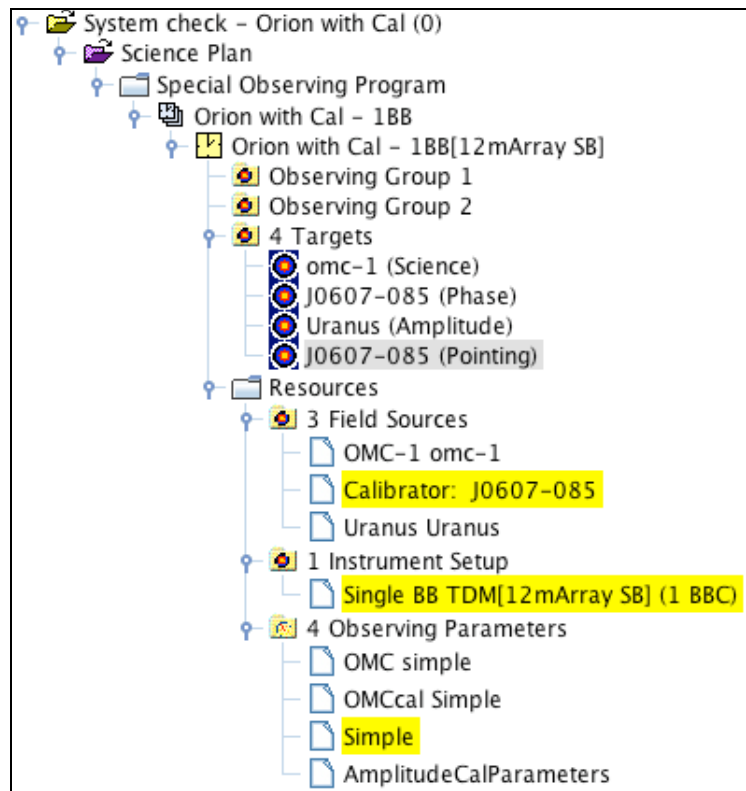 System check - Orion with Cal (0)
Science Plan
Special Observing Program
Orion with Cal - 1BB
Orion with Cal - 1BB[12mArray SB]
Observing Group 1
Observing Group 2
4 Targets
omc-1 (Science)
J0607-085 (Phase)
Uranus (Amplitude)
J0607-085 (Pointing)
Resources
3 Field Sources
OMC-1 omc-1
Calibrator:  J0607-085
Uranus Uranus
1 Instrument Setup
Single BB TDM[12mArray SB] (1 BBC)
4 Observing Parameters
OMC simple
OMCcal Simple
Simple
AmplitudeCalParameters